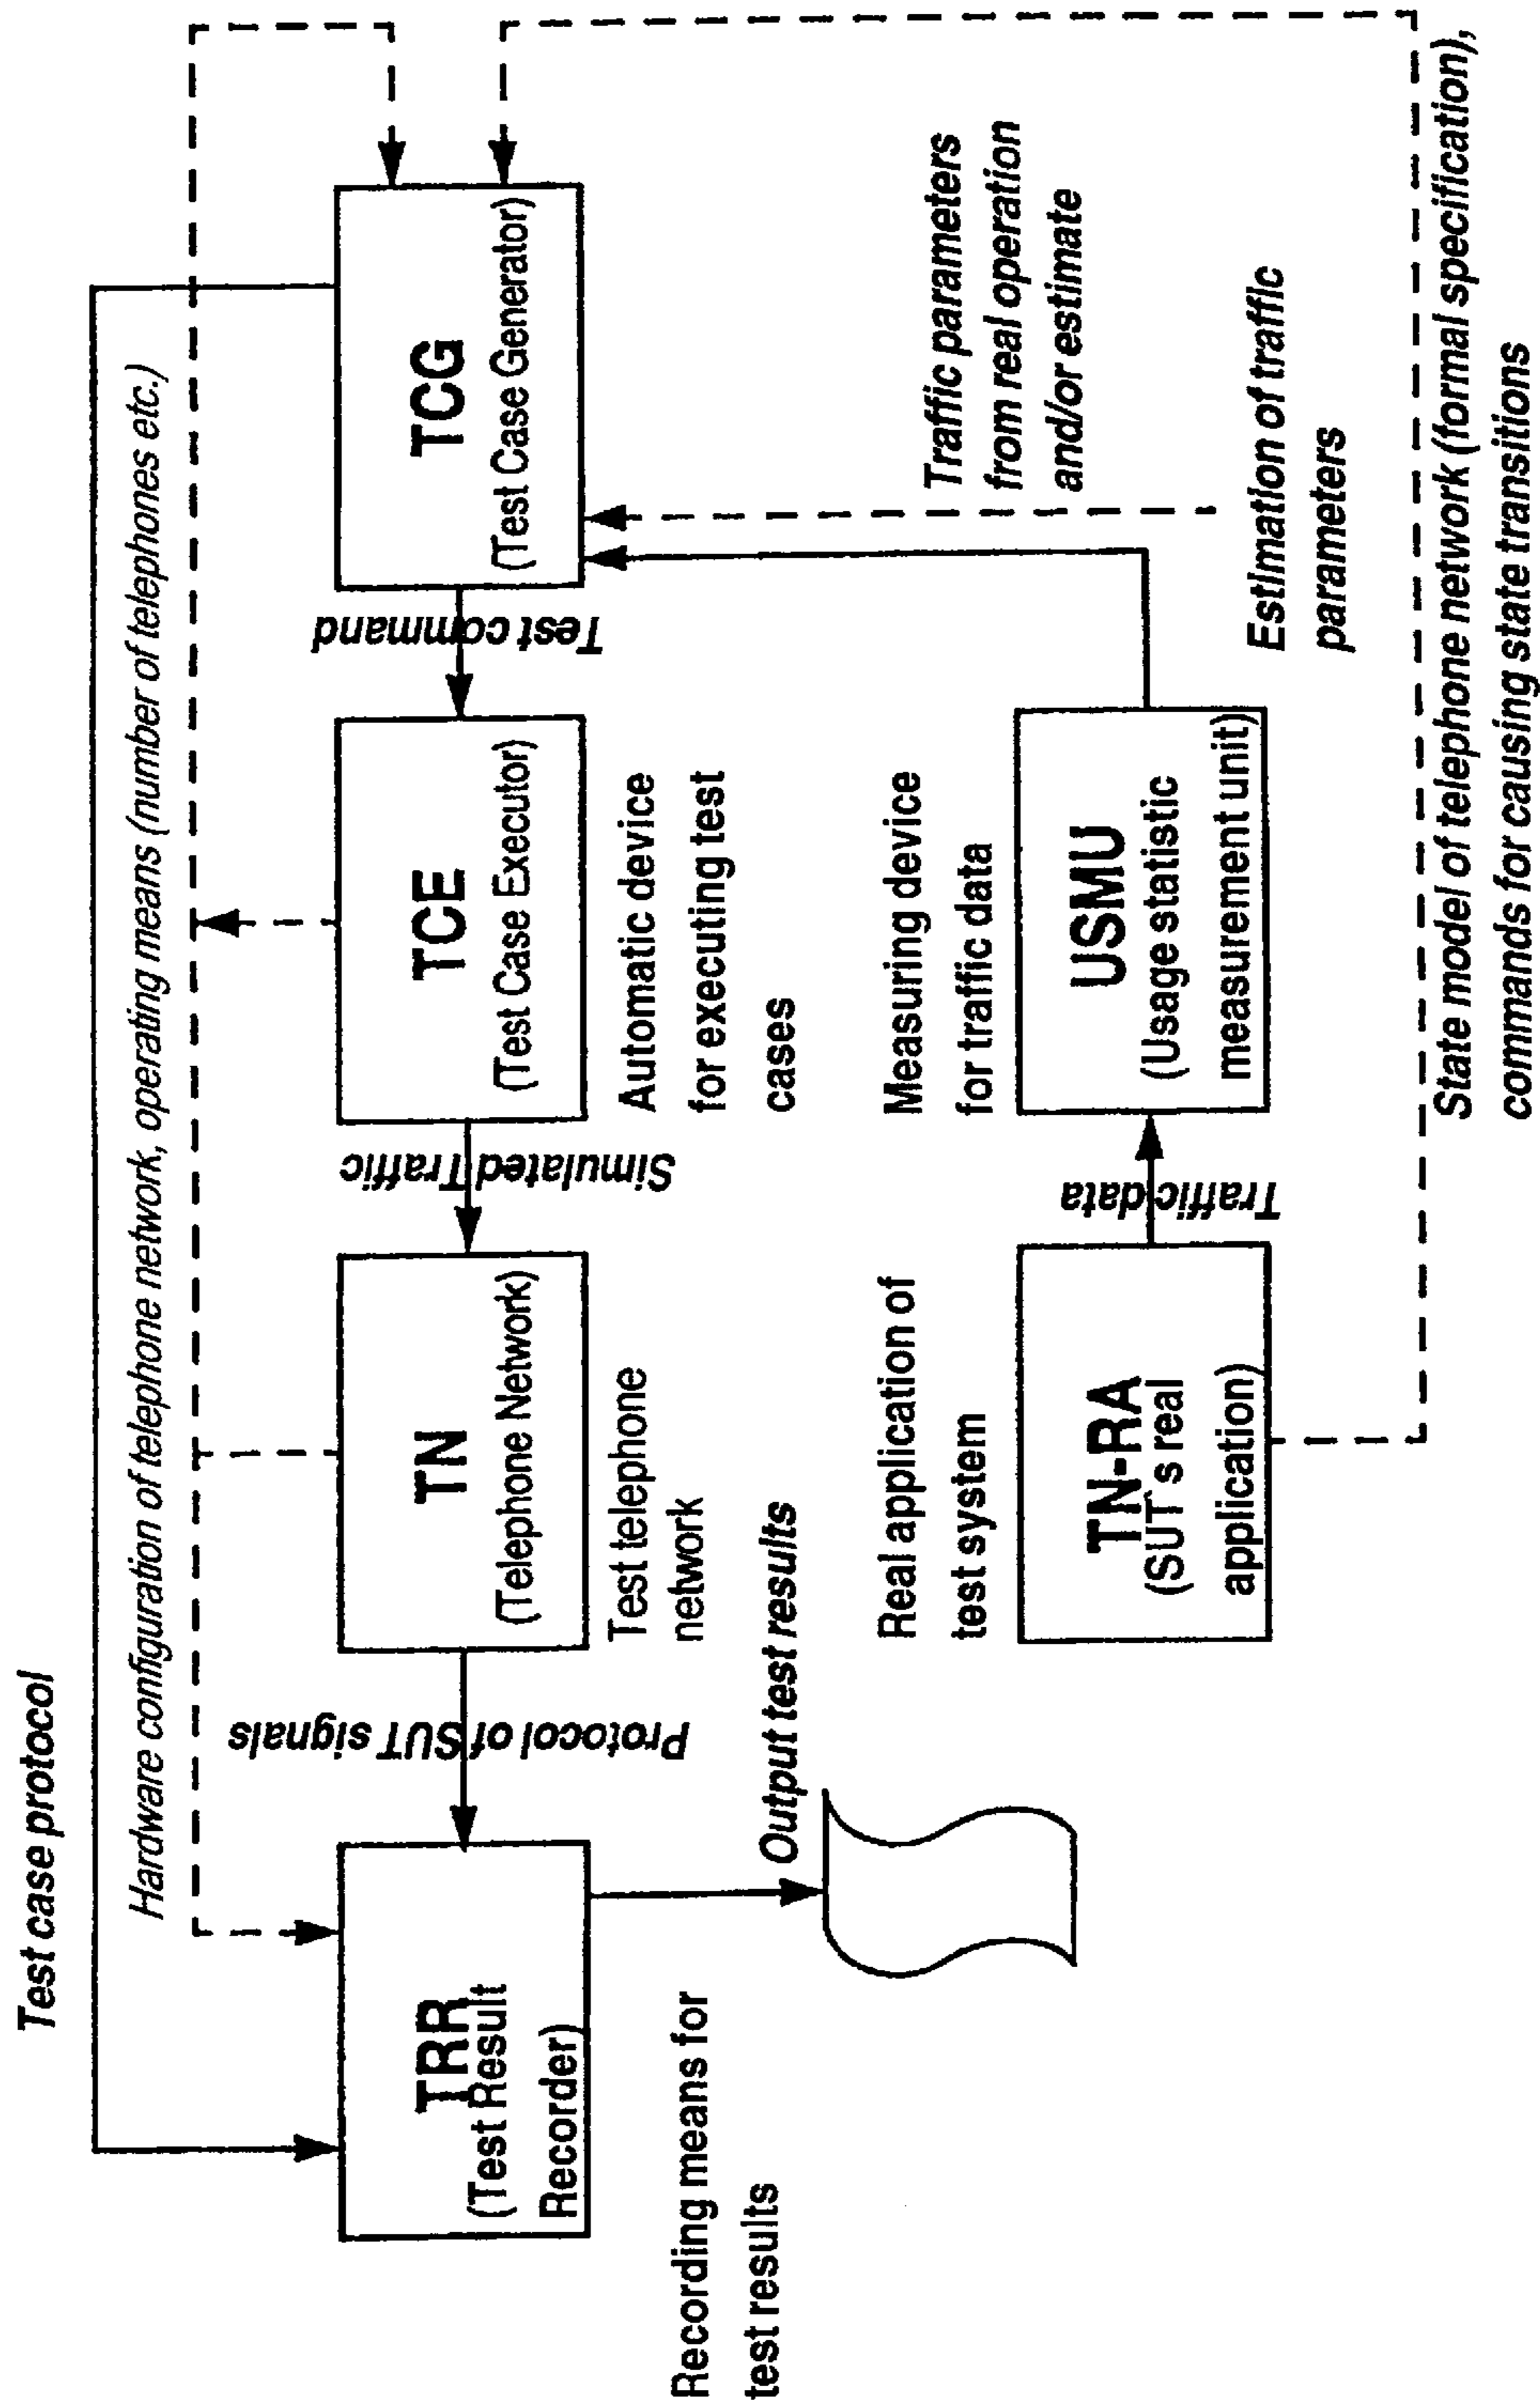 Test case protocol
Hardware configuration of telephone network, operating means (number of telephones etc.)
TRR
(Test Result
Recorder)
Recording means for
test results
Protocol of SUT signals
Output test results
TN
(Telephone Network)
Test telephone
network
Simulated Traffic
TCE
(Test Case Executor)
Automatic device
for executing test
cases
Test command
TCG
(Test Case Generator)
Traffic parameters
from real operation
and/or estimate
Real application of
test system
TN-RA
(SUT`s real
application)
Traffic data
Measuring device
for traffic data
USMU
(Usage statistic
measurement unit)
Estimation of traffic
parameters
State model of telephone network (formal specification),
commands for causing state transitions